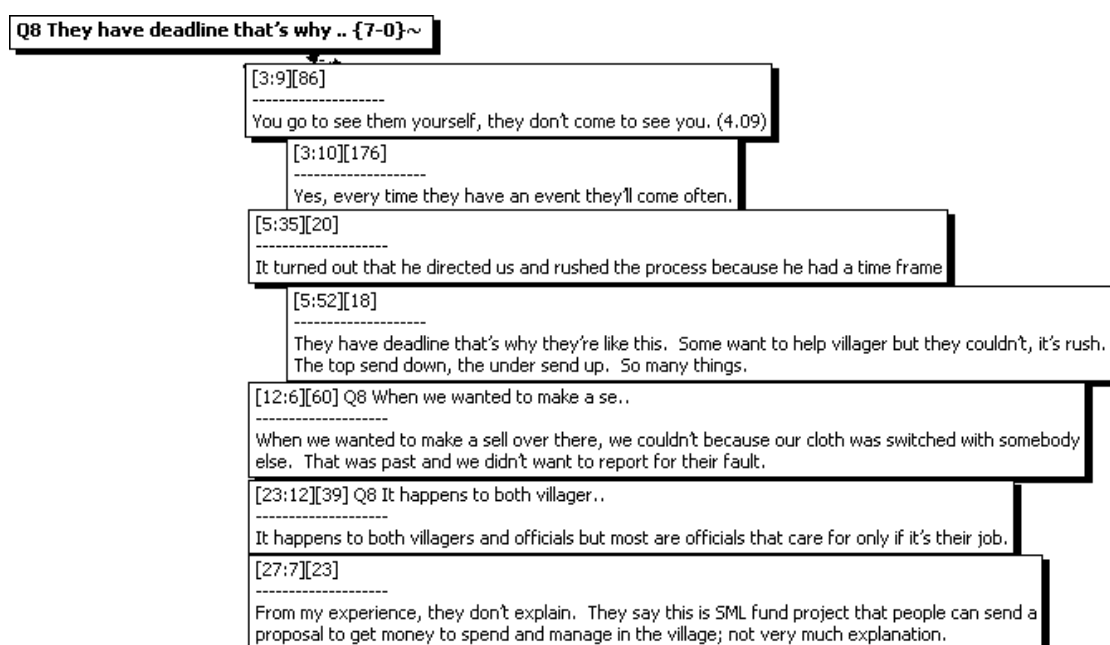 Q8 They have deadline that's why .. {7-0}~
[3:9][86]
--------------------
You go to see them yourself, they don't come to see you. (4.09)
[3:10][176]
--------------------
Yes, every time they have an event they'll come often.
[5:35][20]
--------------------
It turned out that he directed us and rushed the process because he had a time frame
[5:52][18]
--------------------
They have deadline that's why they're like this.  Some want to help villager but they couldn't, it's rush.
The top send down, the under send up.  So many things.
[12:6][60] Q8 When we wanted to make a se..
--------------------
When we wanted to make a sell over there, we couldn't because our cloth was switched with somebody
else.  That was past and we didn't want to report for their fault.
[23:12][39] Q8 It happens to both villager..
--------------------
It happens to both villagers and officials but most are officials that care for only if it's their job.
[27:7][23]
--------------------
From my experience, they don't explain.  They say this is SML fund project that people can send a
proposal to get money to spend and manage in the village; not very much explanation.